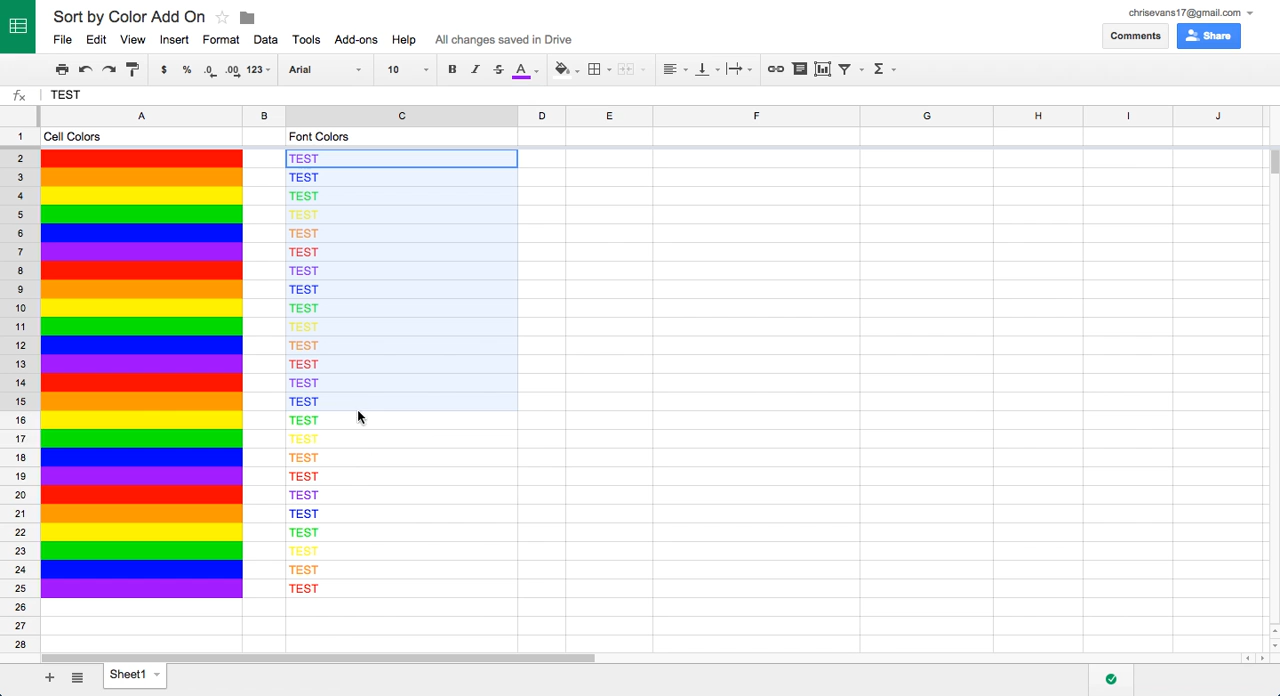 Sort by Color Add On
chrisevans17@gmail.com
File Edit View Insert Format Data Tools Add-ons Help All changes saved in Drive
Comments Share
$ % .0 .00 123 Arial 10 B I S A Σ
fx TEST
A B C D E F G H I J
1 Cell Colors Font Colors
2 TEST
3 TEST
4 TEST
5 TEST
6 TEST
7 TEST
8 TEST
9 TEST
10 TEST
11 TEST
12 TEST
13 TEST
14 TEST
15 TEST
16 TEST
17 TEST
18 TEST
19 TEST
20 TEST
21 TEST
22 TEST
23 TEST
24 TEST
25 TEST
26
27
28
Sheet1